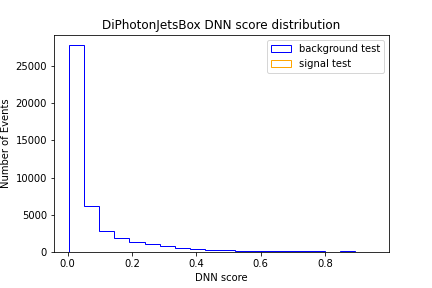 DiPhotonJetsBox DNN score distribution
background test
signal test
Number of Events
25000
20000
15000
10000
5000
0
0.0 0.2 0.4 0.6 0.8
DNN score